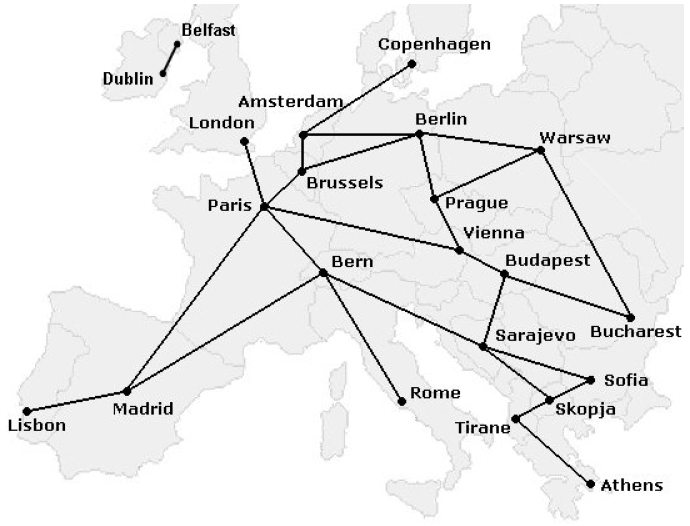 Belfast
Copenhagen
Dublin
Amsterdam
London
Berlin
Warsaw
Brussels
Paris
Prague
Vienna
Bern
Budapest
Bucharest
Sarajevo
Sofia
Rome
Skopja
Madrid
Lisbon
Tirane
Athens